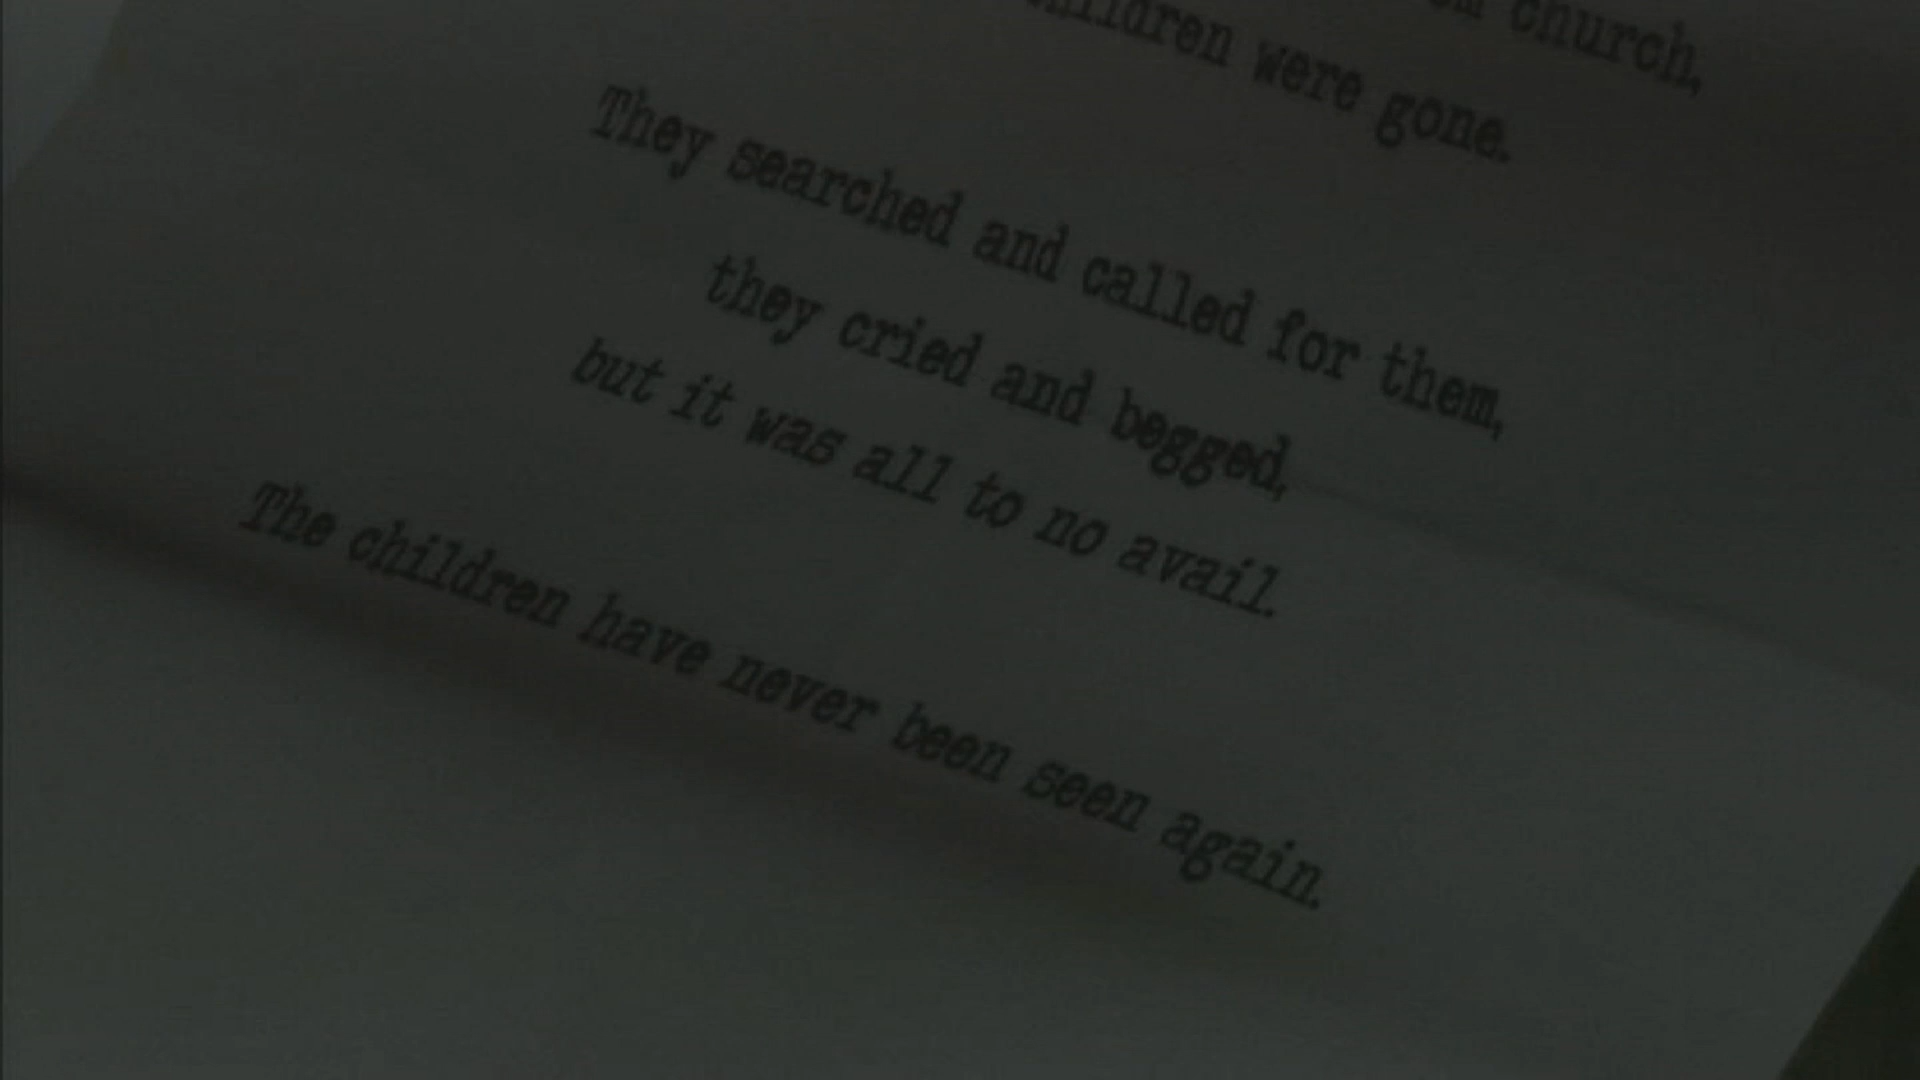 church,
children were gone.
They searched and called for them,
they cried and begged,
but it was all to no avail.
The children have never been seen again.